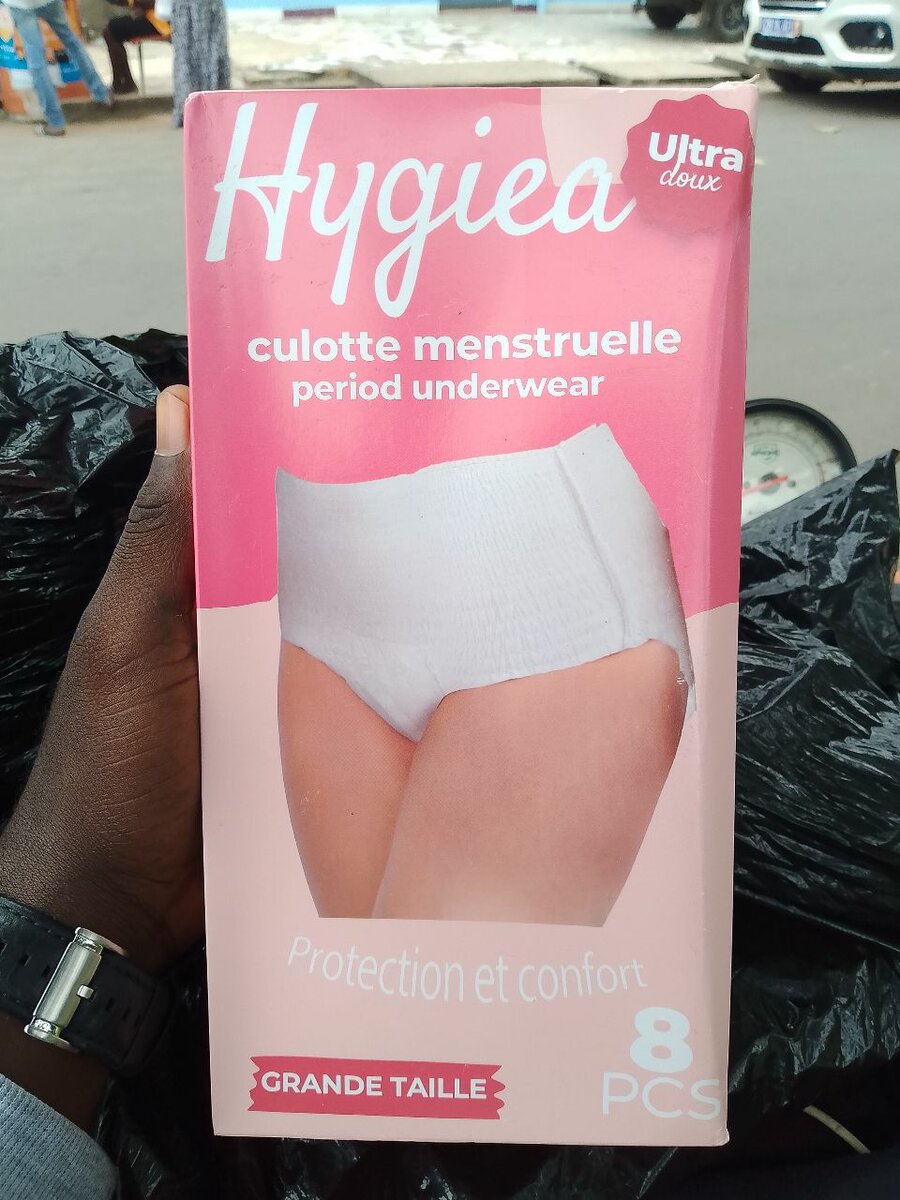 Hygiea
Ultra
doux
culotte menstruelle
period underwear
Protection et confort
8
PCS
GRANDE TAILLE